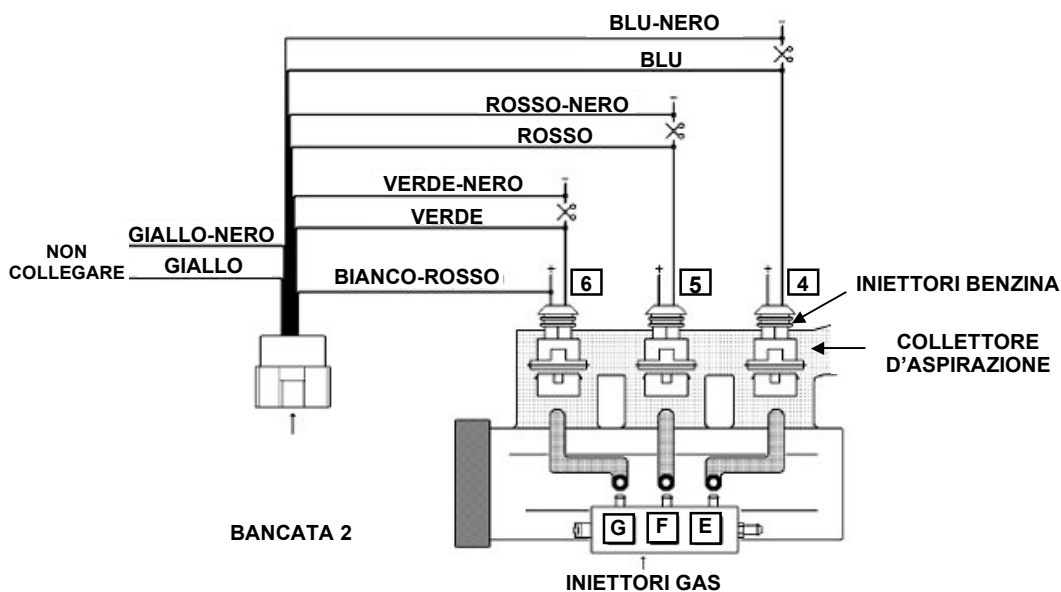 BLU-NERO
-
BLU
ROSSO-NERO
-
ROSSO
VERDE-NERO
-
VERDE
GIALLO-NERO
NON
COLLEGARE
GIALLO
BIANCO-ROSSO
+ 6
+ 5
+ 4
INIETTORI BENZINA
COLLETTORE
D'ASPIRAZIONE
BANCATA 2
G F E
INIETTORI GAS